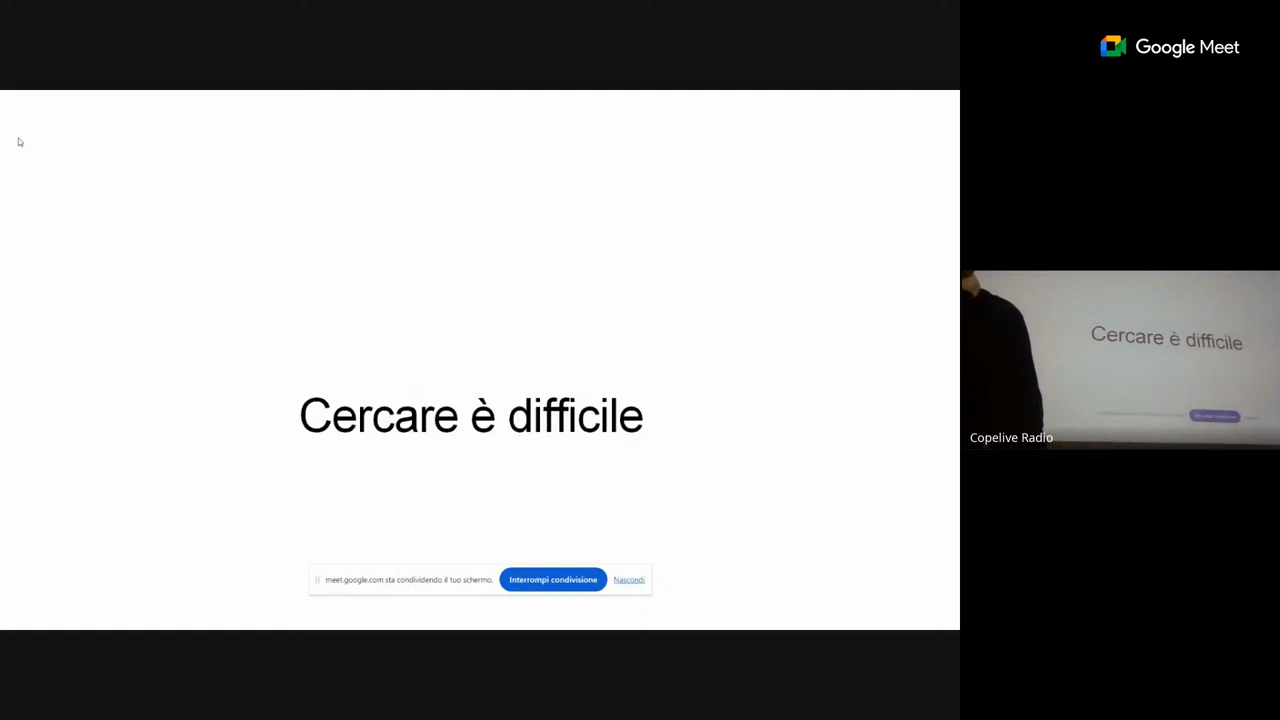 Google Meet
Cercare è difficile
Cercare è difficile
Copelive Radio
meet.google.com sta condividendo il tuo schermo. Interrompi condivisione Nascondi